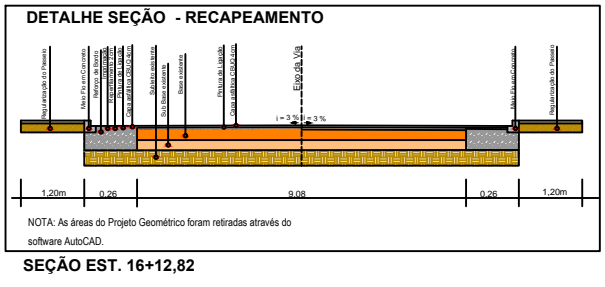 DETALHE SEÇÃO - RECAPEAMENTO
Regularização do Passeio
Meio Fio em Concreto
Reforço de Bordo
Imprimação
Reperfilamento 2cm
Pintura de Ligação
Capa asfáltica CBUQ 4cm
Subleito existente
Sub Base existente
Base existente
Pintura de Ligação
Capa asfáltica CBUQ 4cm
Eixo da Via
i = 3 %
i = 3 %
Meio Fio em Concreto
Regularização do Passeio
1,20m
0.26
9,08
0.26
1,20m
NOTA: As áreas do Projeto Geométrico foram retiradas através do
software AutoCAD.
SEÇÃO EST. 16+12,82